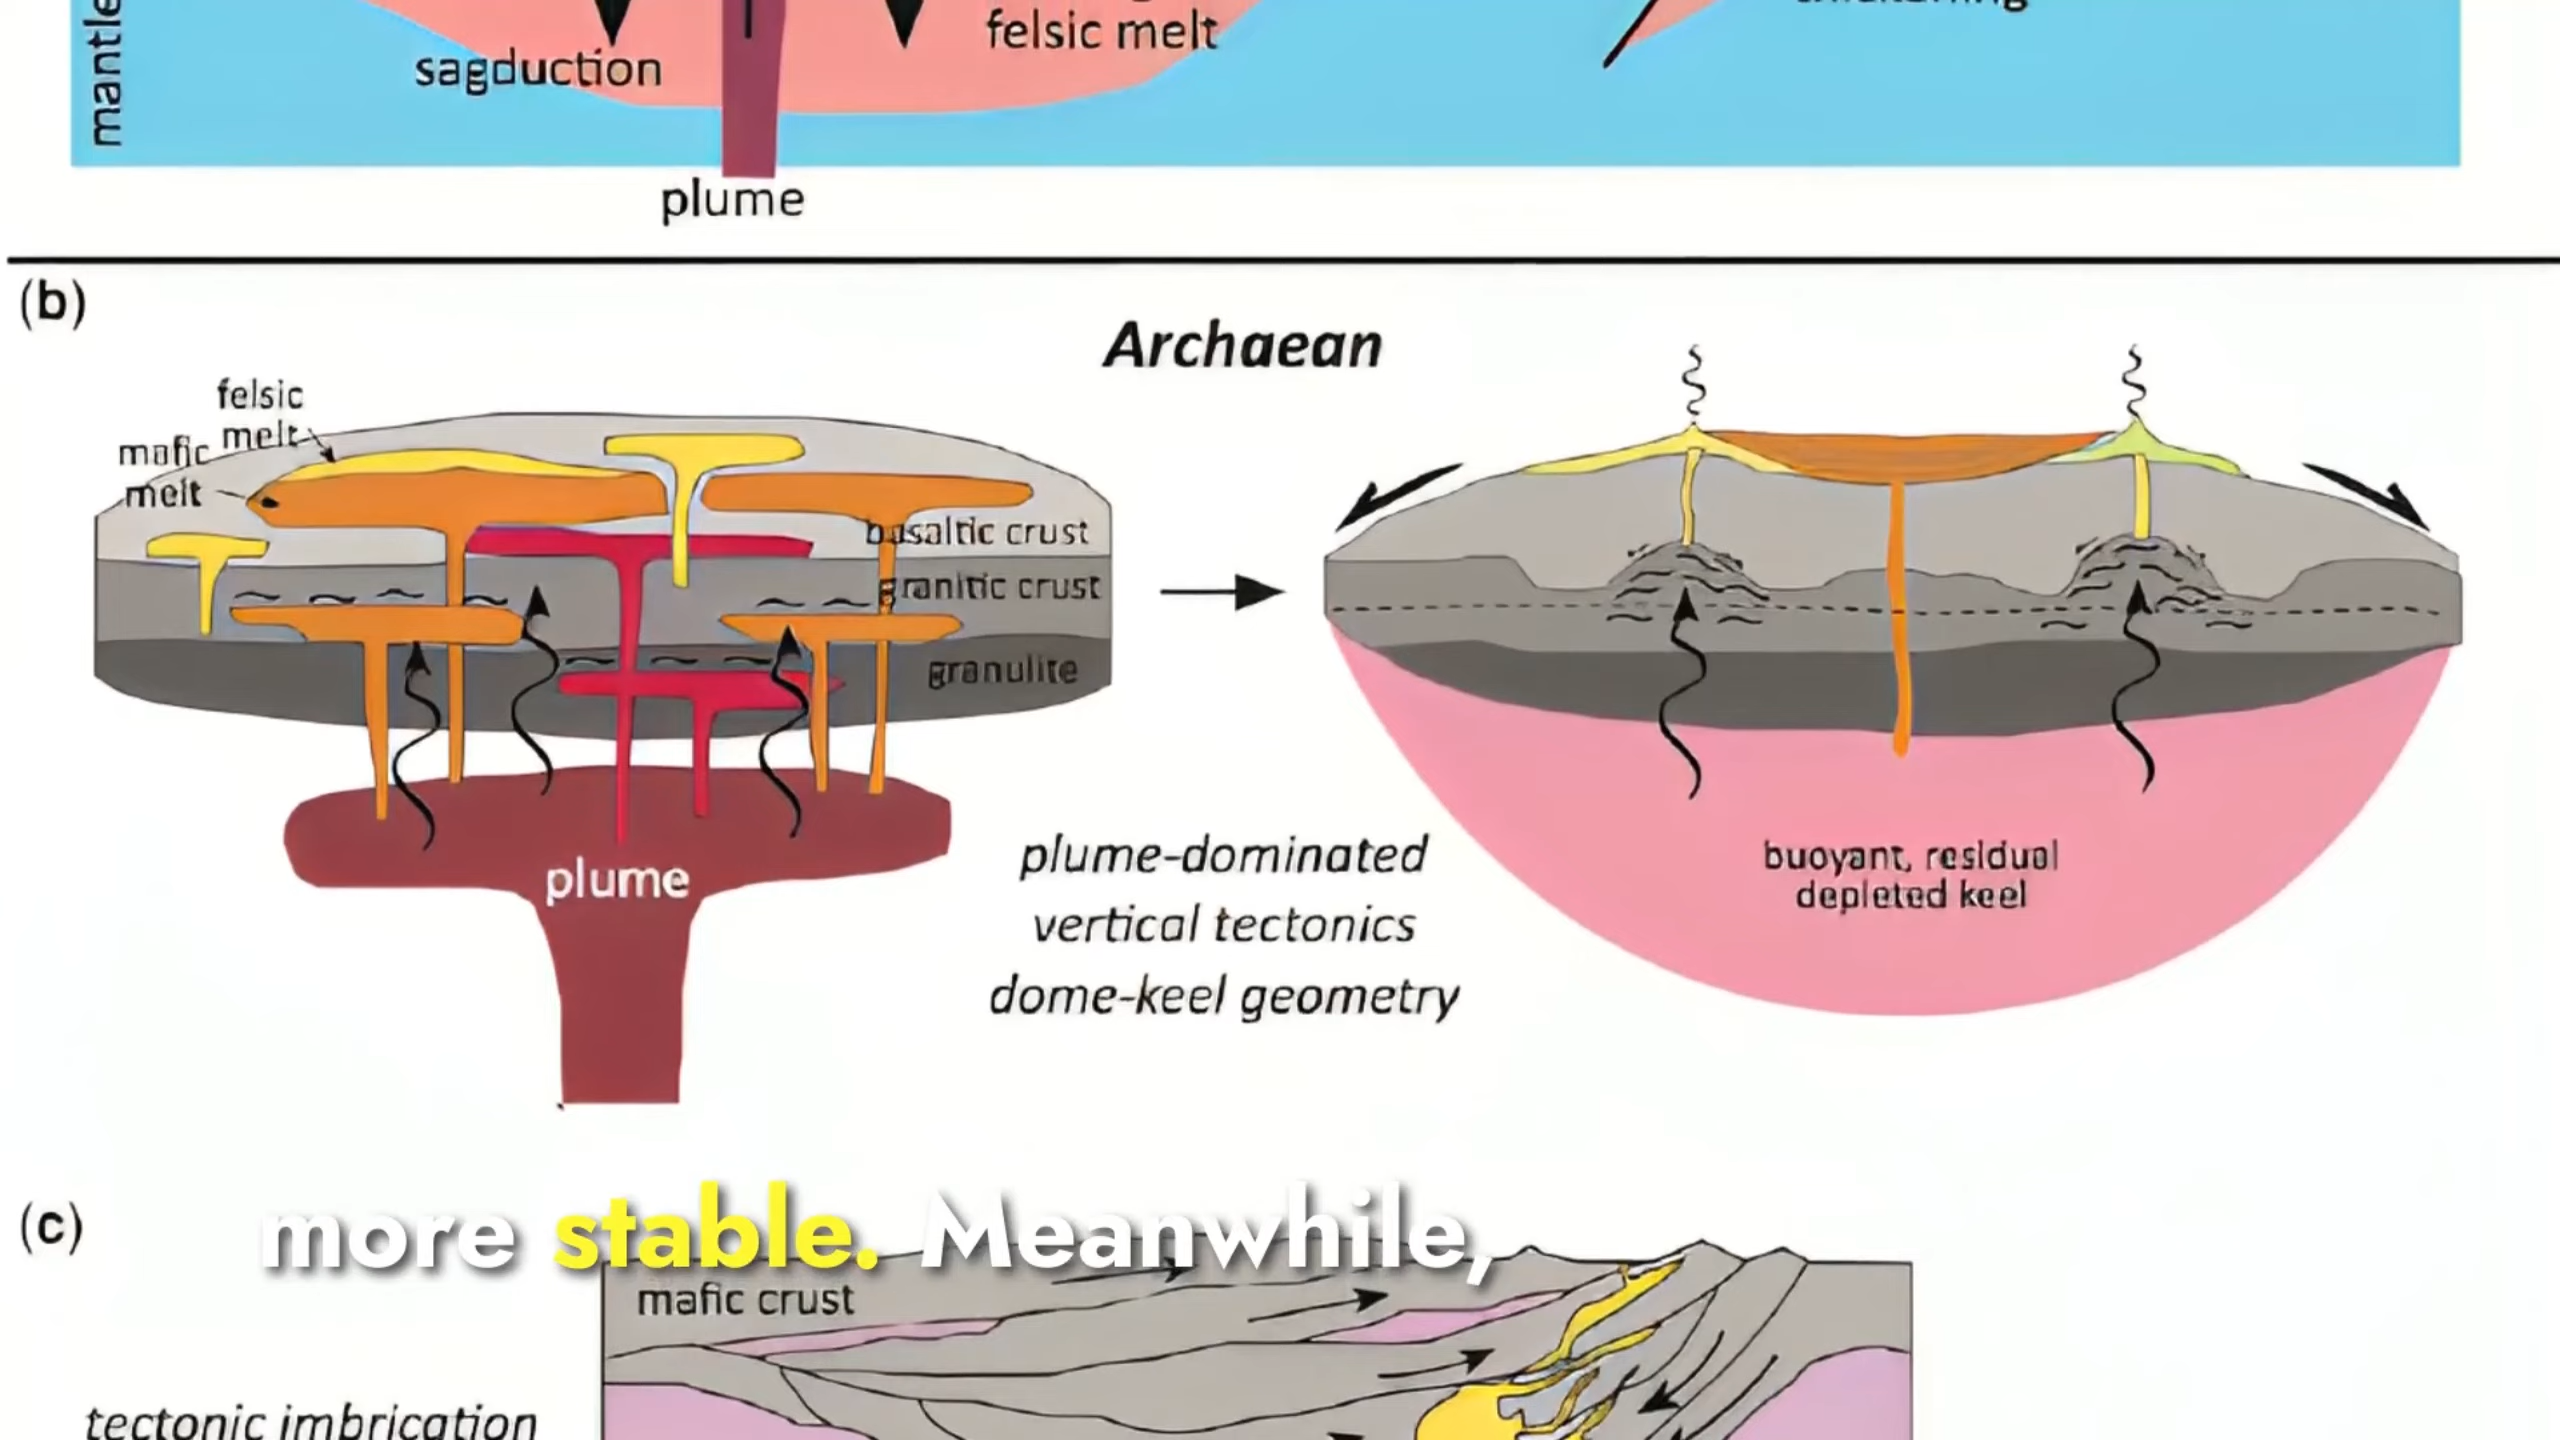 mantle
sagduction
felsic melt
plume
(b)
Archaean
felsic
melt
mafic
melt
basaltic crust
granitic crust
granulite
plume
plume-dominated
vertical tectonics
dome-keel geometry
buoyant, residual
depleted keel
(c)
more stable. Meanwhile,
mafic crust
tectonic imbrication